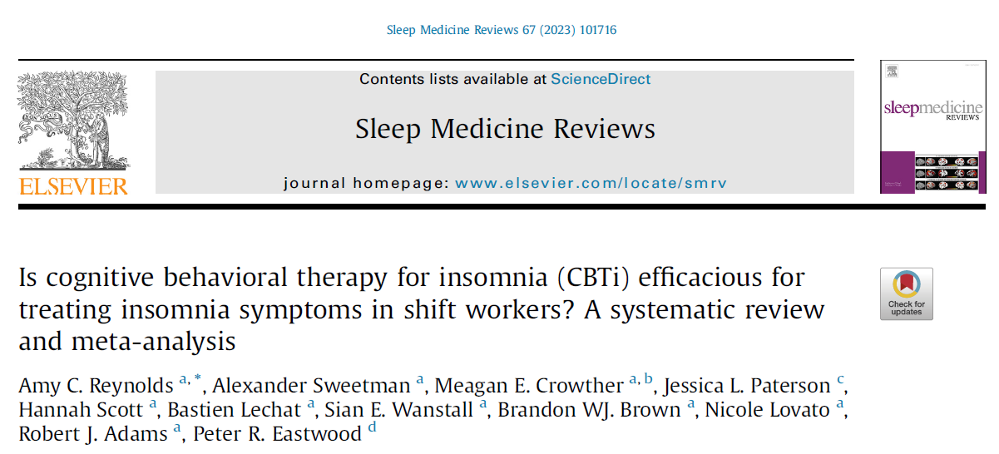 Sleep Medicine Reviews 67 (2023) 101716
Contents lists available at ScienceDirect
Sleep Medicine Reviews
journal homepage: www.elsevier.com/locate/smrv
ELSEVIER
sleepmedicine
REVIEWS
Is cognitive behavioral therapy for insomnia (CBTi) efficacious for
treating insomnia symptoms in shift workers? A systematic review
and meta-analysis
Check for
updates
Amy C. Reynolds a, *, Alexander Sweetman a, Meagan E. Crowther a, b, Jessica L. Paterson c,
Hannah Scott a, Bastien Lechat a, Sian E. Wanstall a, Brandon WJ. Brown a, Nicole Lovato a,
Robert J. Adams a, Peter R. Eastwood d